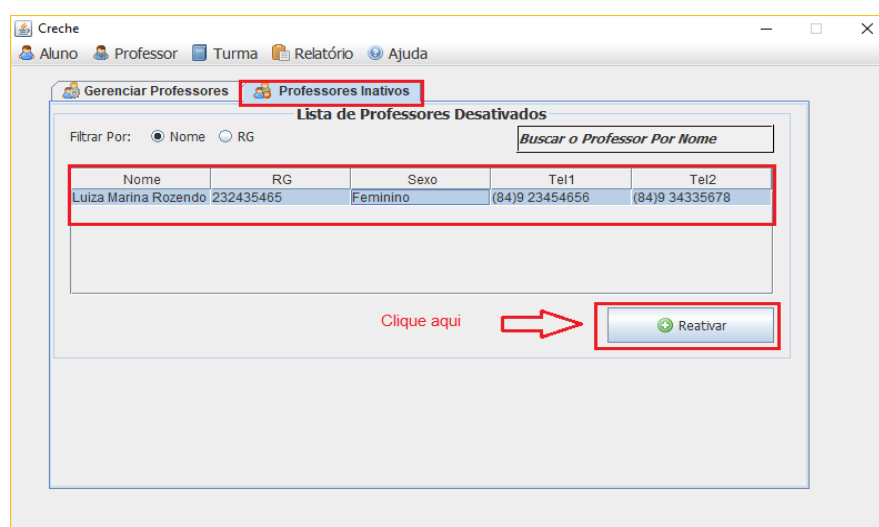 Creche
Aluno Professor Turma Relatório Ajuda
Gerenciar Professores Professores Inativos
Lista de Professores Desativados
Filtrar Por: Nome RG Buscar o Professor Por Nome
Nome RG Sexo Tel1 Tel2
Luiza Marina Rozendo 232435465 Feminino (84)9 23454656 (84)9 34335678
Clique aqui Reativar